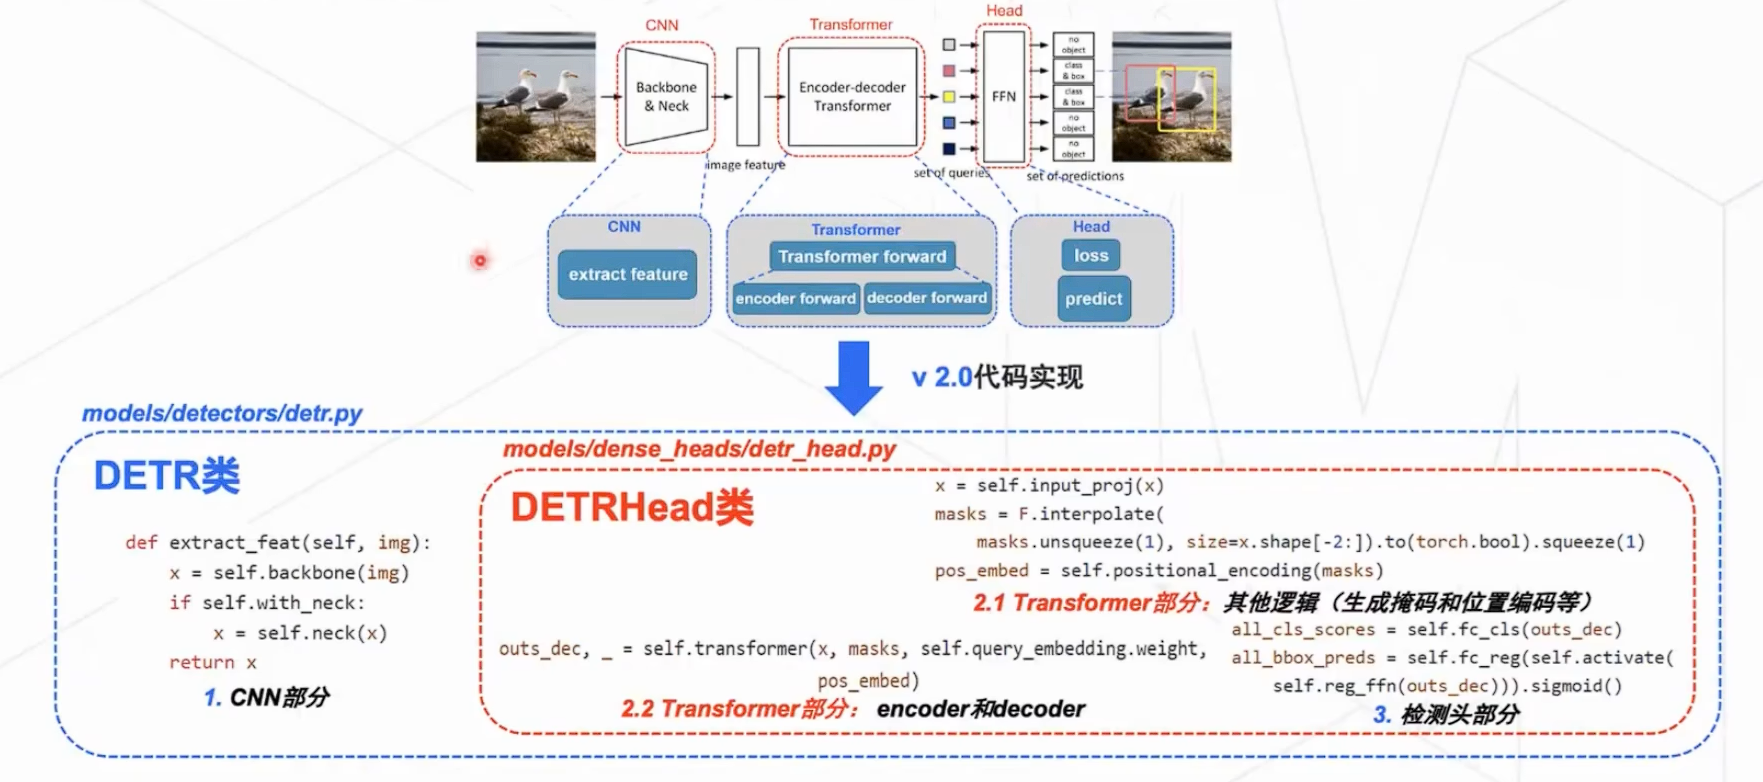 CNN
Transformer
Head
Backbone
& Neck
Encoder-decoder
Transformer
FFN
no
object
class
& box
class
& box
no
object
no
object
image feature
set of queries
set of predictions
CNN
extract feature
Transformer
Transformer forward
encoder forward
decoder forward
Head
loss
predict
v 2.0代码实现
models/detectors/detr.py
DETR类
def extract_feat(self, img):
x = self.backbone(img)
if self.with_neck:
x = self.neck(x)
return x
1. CNN部分
models/dense_heads/detr_head.py
DETRHead类
x = self.input_proj(x)
masks = F.interpolate(
masks.unsqueeze(1), size=x.shape[-2:]).to(torch.bool).squeeze(1)
pos_embed = self.positional_encoding(masks)
2.1 Transformer部分：其他逻辑（生成掩码和位置编码等）
outs_dec, _ = self.transformer(x, masks, self.query_embedding.weight,
pos_embed)
2.2 Transformer部分： encoder和decoder
all_cls_scores = self.fc_cls(outs_dec)
all_bbox_preds = self.fc_reg(self.activate(
self.reg_ffn(outs_dec))).sigmoid()
3. 检测头部分